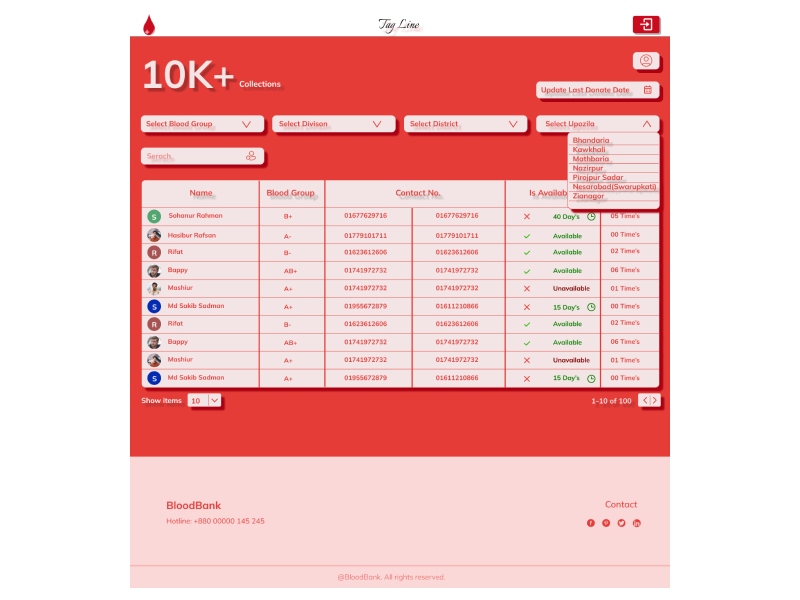 Tag Line
10K+ Collections
Update Last Donate Date
Select Blood Group
Select Divison
Select District
Select Upozila
Bhandaria
Kawkhali
Mathbaria
Nazirpur
Pirojpur Sadar
Nesarabad(Swarupkati)
Zianagor
Serach
Name Blood Group Contact No. Is Availab
S Sohanur Rahman B+ 01677629716 01677629716 40 Day's 05 Time's
Hasibur Rafsan A- 01779101711 01779101711 Available 00 Time's
R Rifat B- 01623612606 01623612606 Available 02 Time's
Bappy AB+ 01741972732 01741972732 Available 06 Time's
Mashiur A+ 01741972732 01741972732 Unavailable 01 Time's
S Md Sakib Sadman A+ 01955672879 01611210866 15 Day's 00 Time's
R Rifat B- 01623612606 01623612606 Available 02 Time's
Bappy AB+ 01741972732 01741972732 Available 06 Time's
Mashiur A+ 01741972732 01741972732 Unavailable 01 Time's
S Md Sakib Sadman A+ 01955672879 01611210866 15 Day's 00 Time's
Show items 10
1-10 of 100
BloodBank
Hotline: +880 00000 145 245
Contact
@BloodBank. All rights reserved.